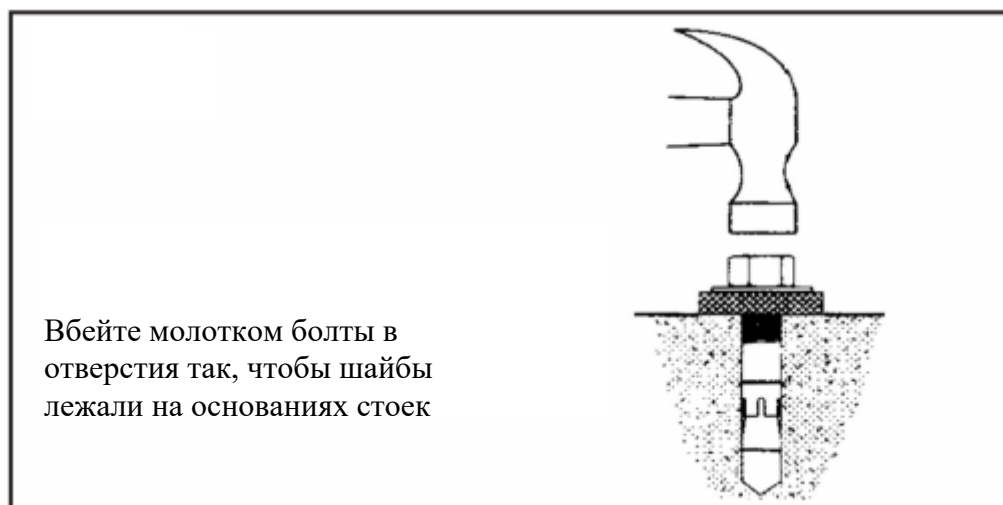 Вбейте молотком болты в
отверстия так, чтобы шайбы
лежали на основаниях стоек